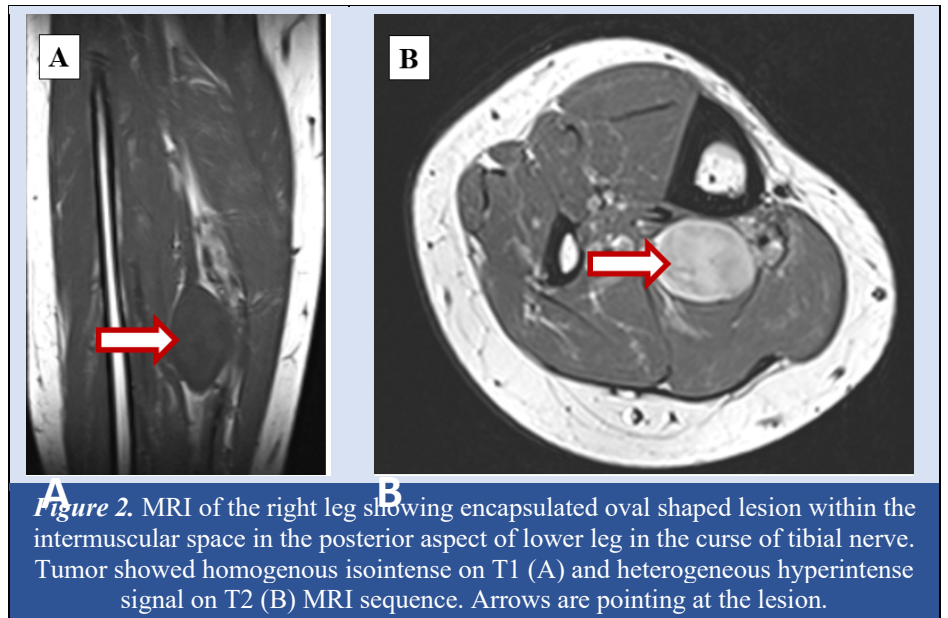 A
B
A
B
Figure 2. MRI of the right leg showing encapsulated oval shaped lesion within the
intermuscular space in the posterior aspect of lower leg in the curse of tibial nerve.
Tumor showed homogenous isointense on T1 (A) and heterogeneous hyperintense
signal on T2 (B) MRI sequence. Arrows are pointing at the lesion.